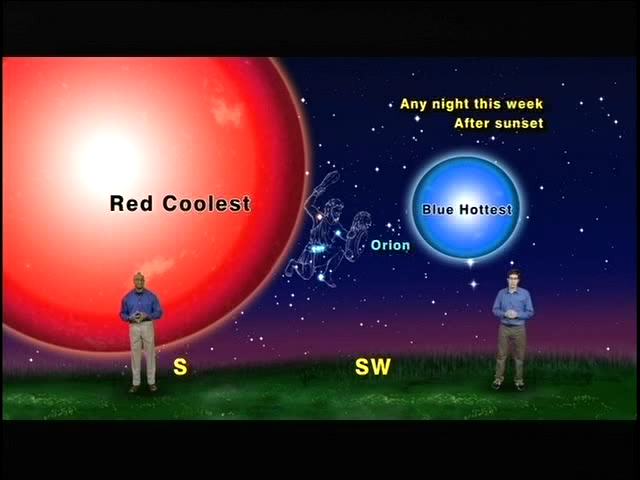 Any night this week
After sunset
Red Coolest
Blue Hottest
Orion
S
SW